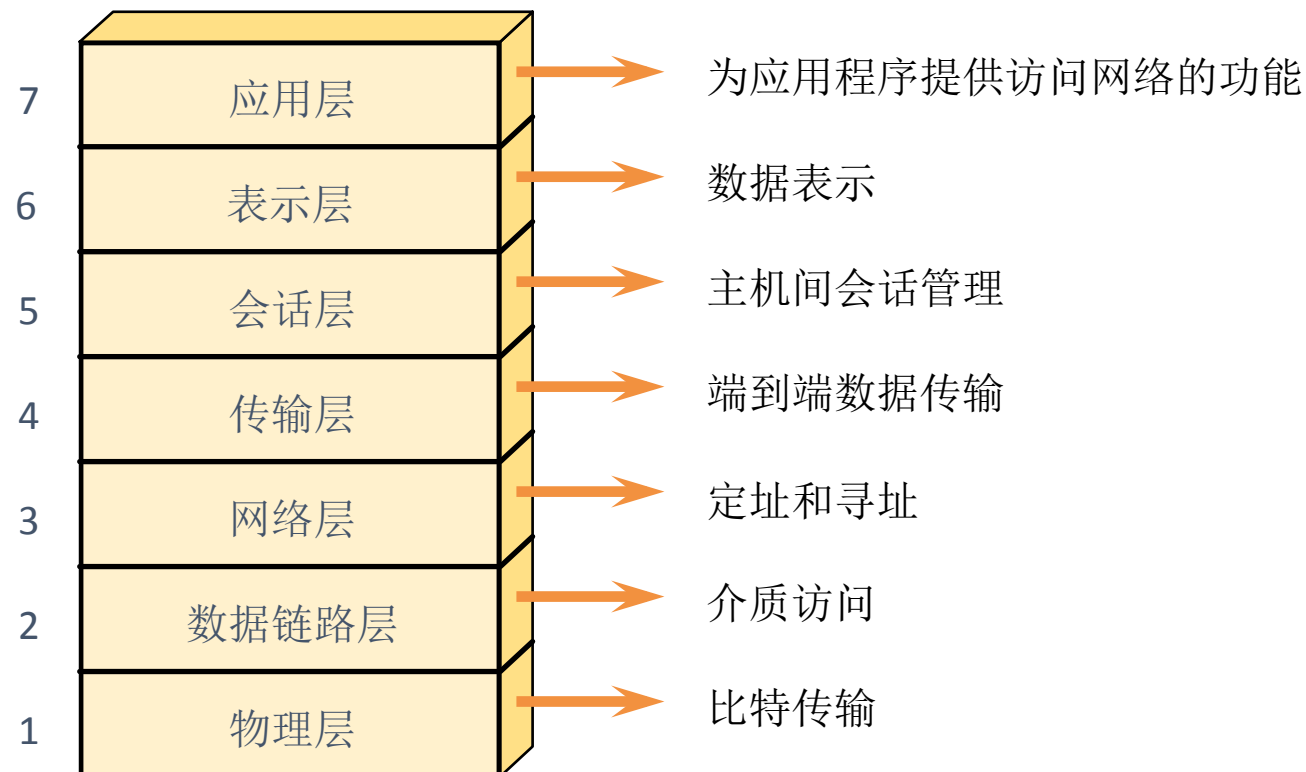 7 应用层 为应用程序提供访问网络的功能
6 表示层 数据表示
5 会话层 主机间会话管理
4 传输层 端到端数据传输
3 网络层 定址和寻址
2 数据链路层 介质访问
1 物理层 比特传输